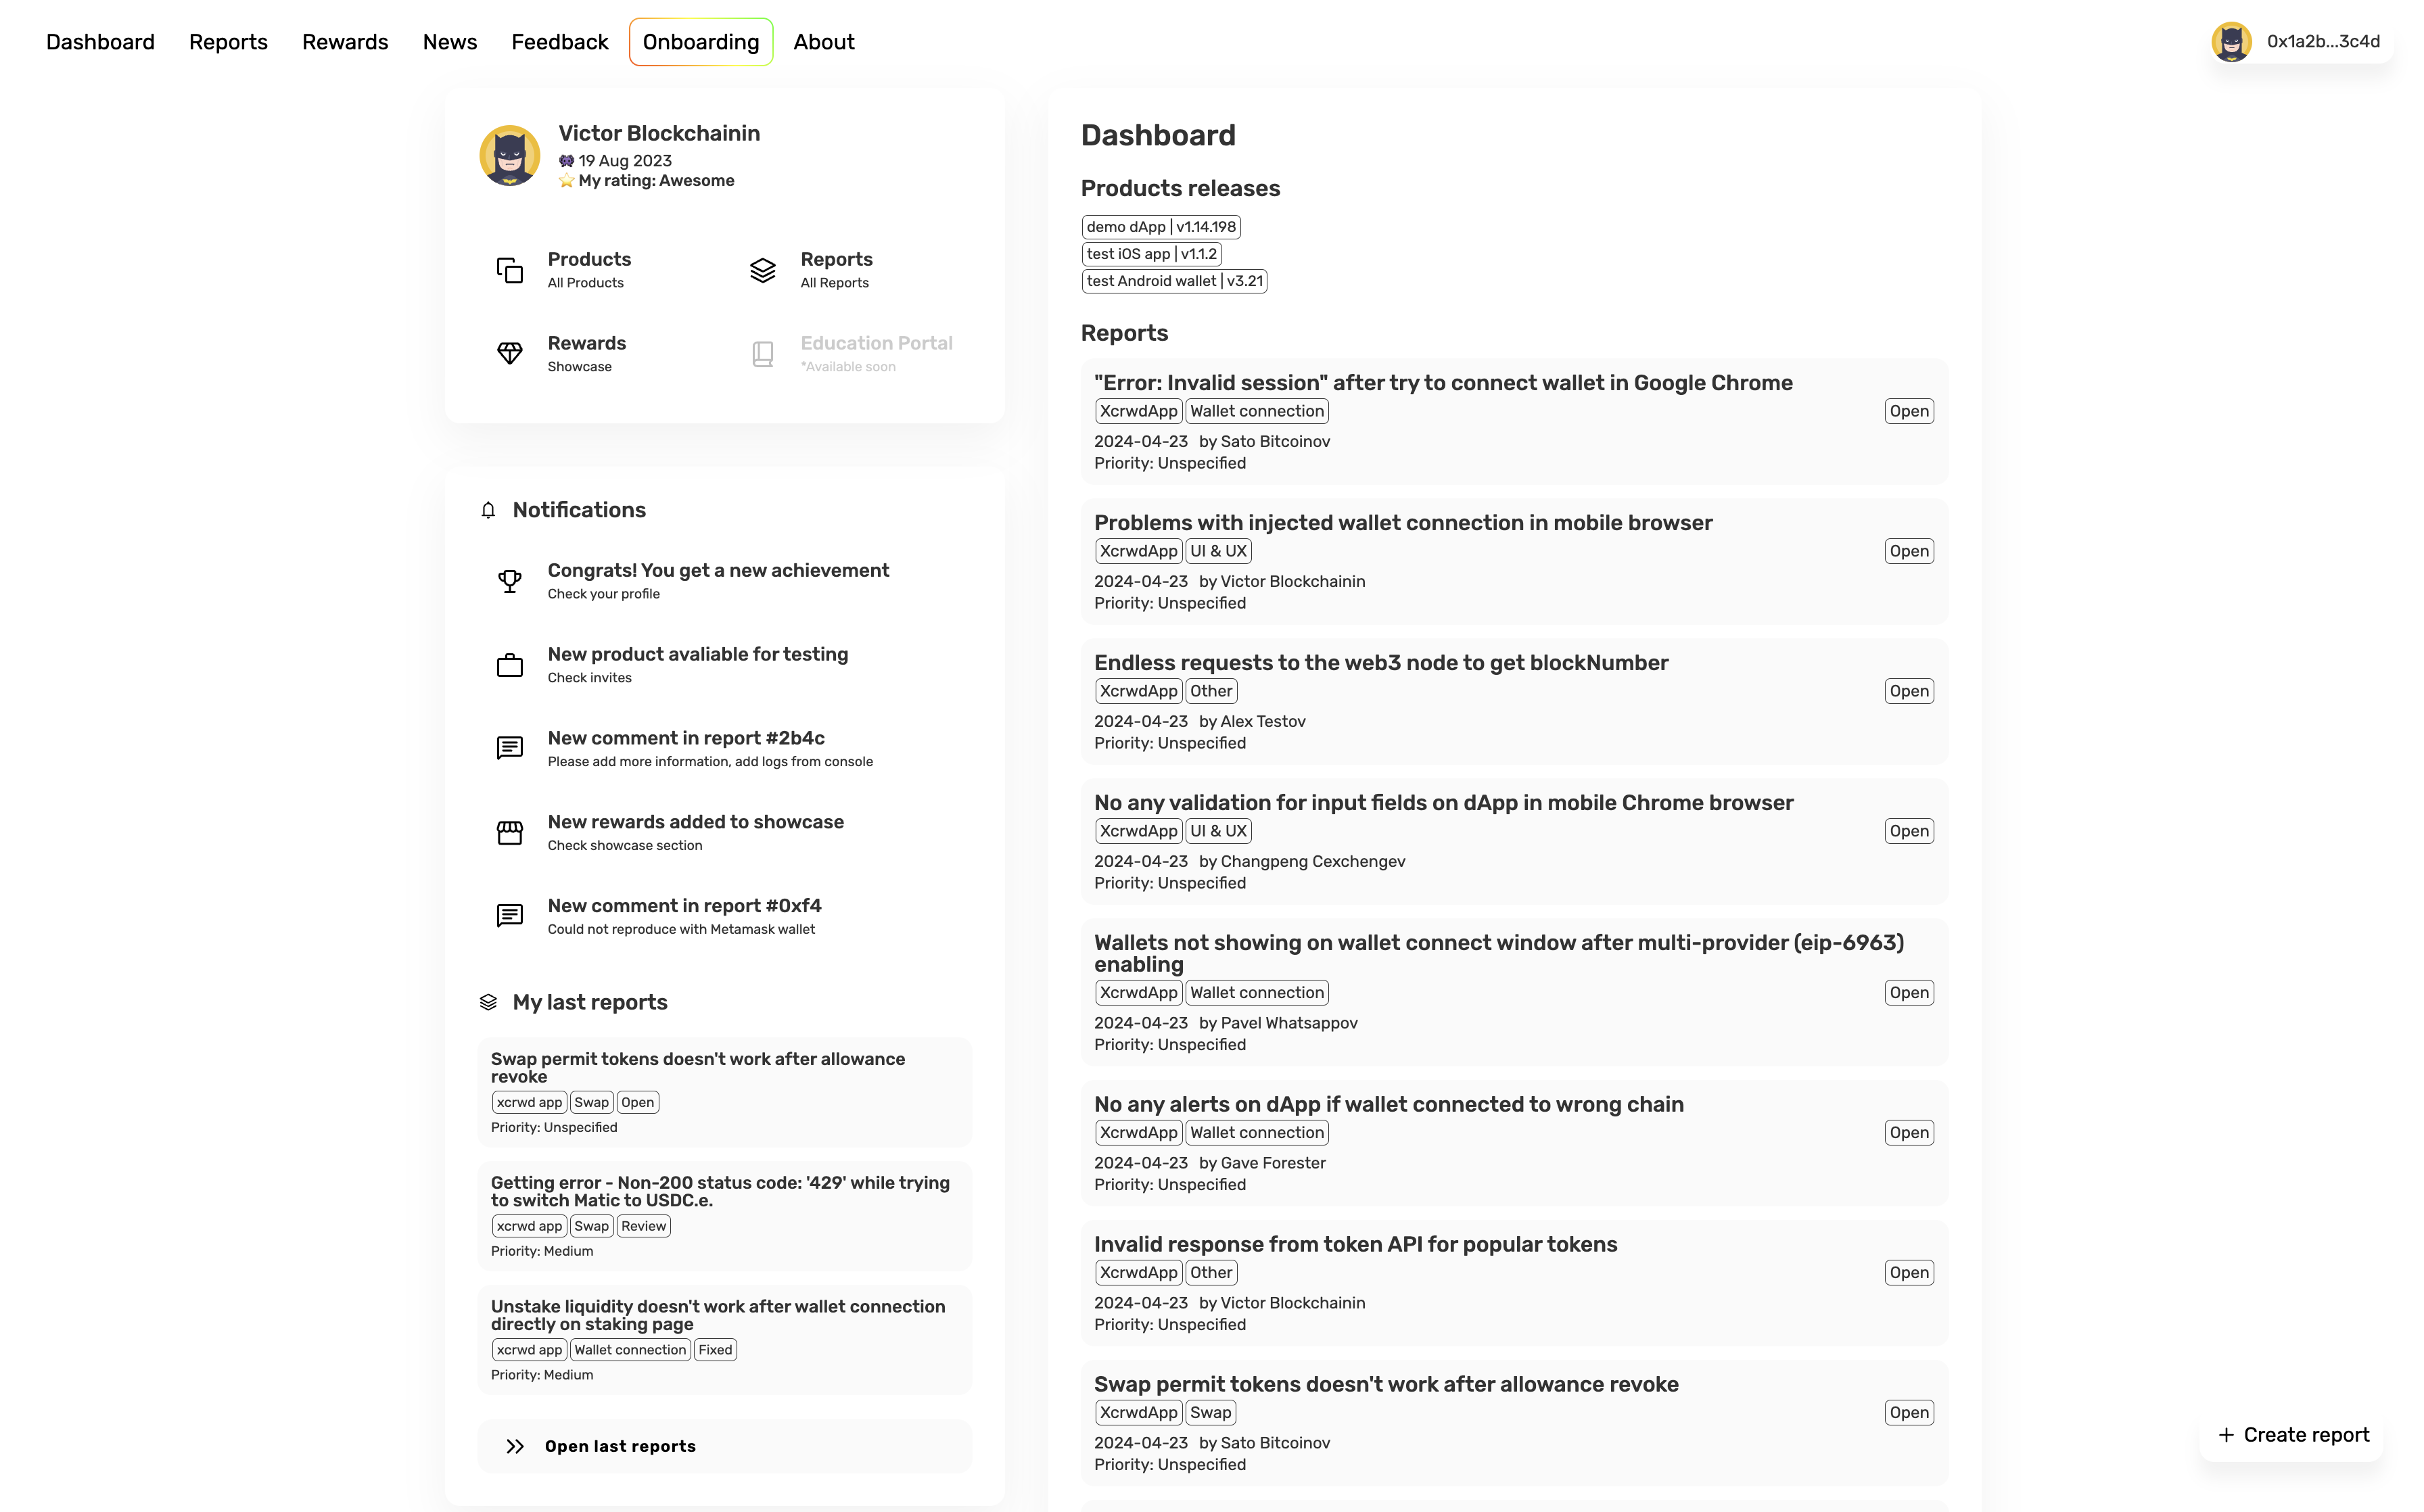 Dashboard Reports Rewards News Feedback Onboarding About
0x1a2b...3c4d
Victor Blockchainin
19 Aug 2023
My rating: Awesome
Products
All Products
Reports
All Reports
Rewards
Showcase
Education Portal
*Available soon
Notifications
Congrats! You get a new achievement
Check your profile
New product avaliable for testing
Check invites
New comment in report #2b4c
Please add more information, add logs from console
New rewards added to showcase
Check showcase section
New comment in report #0xf4
Could not reproduce with Metamask wallet
My last reports
Swap permit tokens doesn't work after allowance
revoke
xcrwd app Swap Open
Priority: Unspecified
Getting error - Non-200 status code: '429' while trying
to switch Matic to USDC.e.
xcrwd app Swap Review
Priority: Medium
Unstake liquidity doesn't work after wallet connection
directly on staking page
xcrwd app Wallet connection Fixed
Priority: Medium
Open last reports
Dashboard
Products releases
demo dApp | v1.14.198
test iOS app | v1.1.2
test Android wallet | v3.21
Reports
"Error: Invalid session" after try to connect wallet in Google Chrome
XcrwdApp Wallet connection Open
2024-04-23 by Sato Bitcoinov
Priority: Unspecified
Problems with injected wallet connection in mobile browser
XcrwdApp UI & UX Open
2024-04-23 by Victor Blockchainin
Priority: Unspecified
Endless requests to the web3 node to get blockNumber
XcrwdApp Other Open
2024-04-23 by Alex Testov
Priority: Unspecified
No any validation for input fields on dApp in mobile Chrome browser
XcrwdApp UI & UX Open
2024-04-23 by Changpeng Cexchengev
Priority: Unspecified
Wallets not showing on wallet connect window after multi-provider (eip-6963)
enabling
XcrwdApp Wallet connection Open
2024-04-23 by Pavel Whatsappov
Priority: Unspecified
No any alerts on dApp if wallet connected to wrong chain
XcrwdApp Wallet connection Open
2024-04-23 by Gave Forester
Priority: Unspecified
Invalid response from token API for popular tokens
XcrwdApp Other Open
2024-04-23 by Victor Blockchainin
Priority: Unspecified
Swap permit tokens doesn't work after allowance revoke
XcrwdApp Swap Open
2024-04-23 by Sato Bitcoinov
Priority: Unspecified
+ Create report